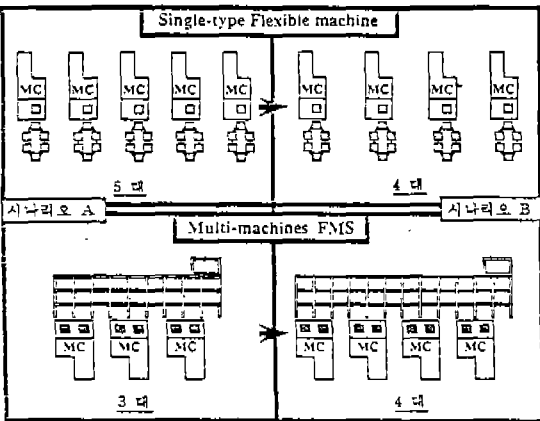 Single-type Flexible machine
MC MC MC MC MC MC MC MC MC
5 대 4 대
시나리오 A 시나리오 B
Multi-machines FMS
MC MC MC MC MC MC MC
3 대 4 대